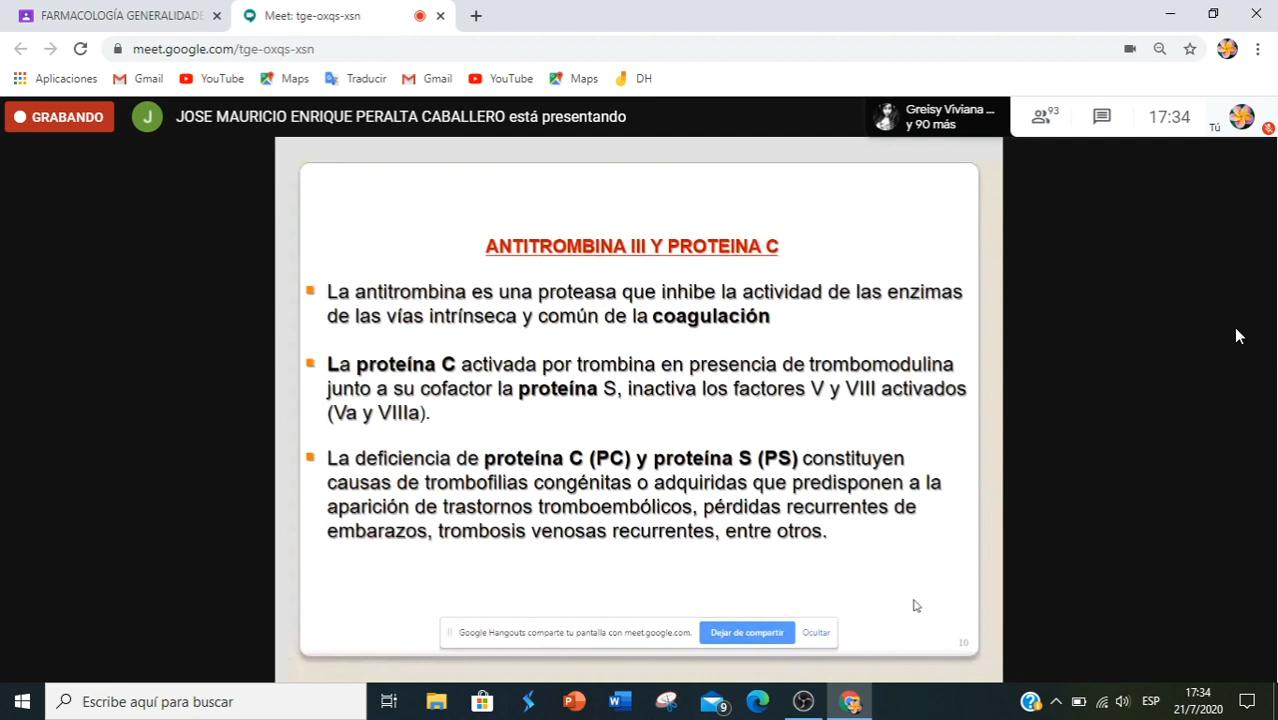 FARMACOLOGÍA GENERALIDADE
Meet: tge-oxqs-xsn
meet.google.com/tge-oxqs-xsn
Aplicaciones Gmail YouTube Maps Traducir Gmail YouTube Maps DH
GRABANDO
J
JOSE MAURICIO ENRIQUE PERALTA CABALLERO está presentando
Greisy Viviana ...
y 90 más
93
17:34
Tú
ANTITROMBINA III Y PROTEINA C
La antitrombina es una proteasa que inhibe la actividad de las enzimas
de las vías intrínseca y común de la coagulación
La proteína C activada por trombina en presencia de trombomodulina
junto a su cofactor la proteína S, inactiva los factores V y VIII activados
(Va y VIIIa).
La deficiencia de proteína C (PC) y proteína S (PS) constituyen
causas de trombofilias congénitas o adquiridas que predisponen a la
aparición de trastornos tromboembólicos, pérdidas recurrentes de
embarazos, trombosis venosas recurrentes, entre otros.
Google Hangouts comparte tu pantalla con meet.google.com.
Dejar de compartir
Ocultar
10
Escribe aquí para buscar
9
ESP
17:34
21/7/2020